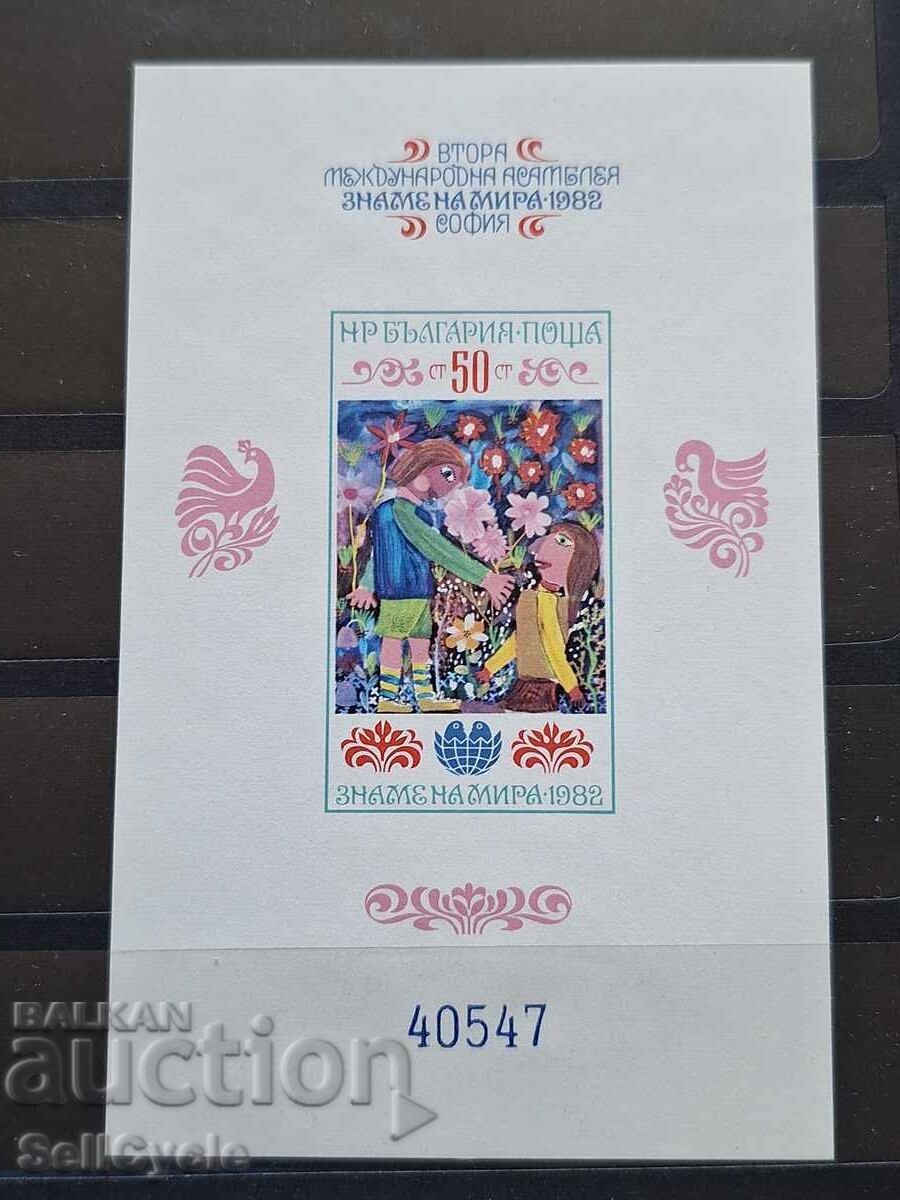 ВТОРА
МЕЖДУНАРОДНА АСАМБЛЕЯ
ЗНАМЕ НА МИРА·1982
СОФИЯ
НР БЪЛГАРИЯ·ПОЩА
СТ 50 СТ
ЗНАМЕ НА МИРА·1982
40547
BALKAN
auction
SellCycle